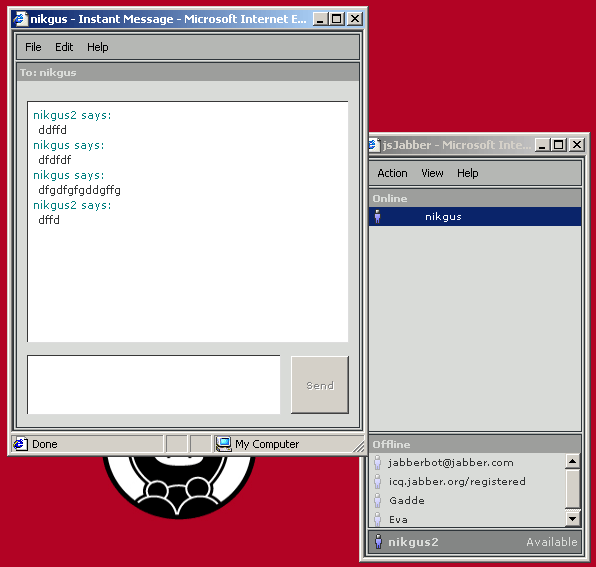 nikgus - Instant Message - Microsoft Internet E...
File Edit Help
To: nikgus
nikgus2 says:
ddffd
nikgus says:
dfdfdf
nikgus says:
dfgdfgfgddgffg
nikgus2 says:
dffd
Send
Done
My Computer
jsJabber - Microsoft Inte...
Action View Help
Online
nikgus
Offline
jabberbot@jabber.com
icq.jabber.org/registered
Gadde
Eva
nikgus2 Available